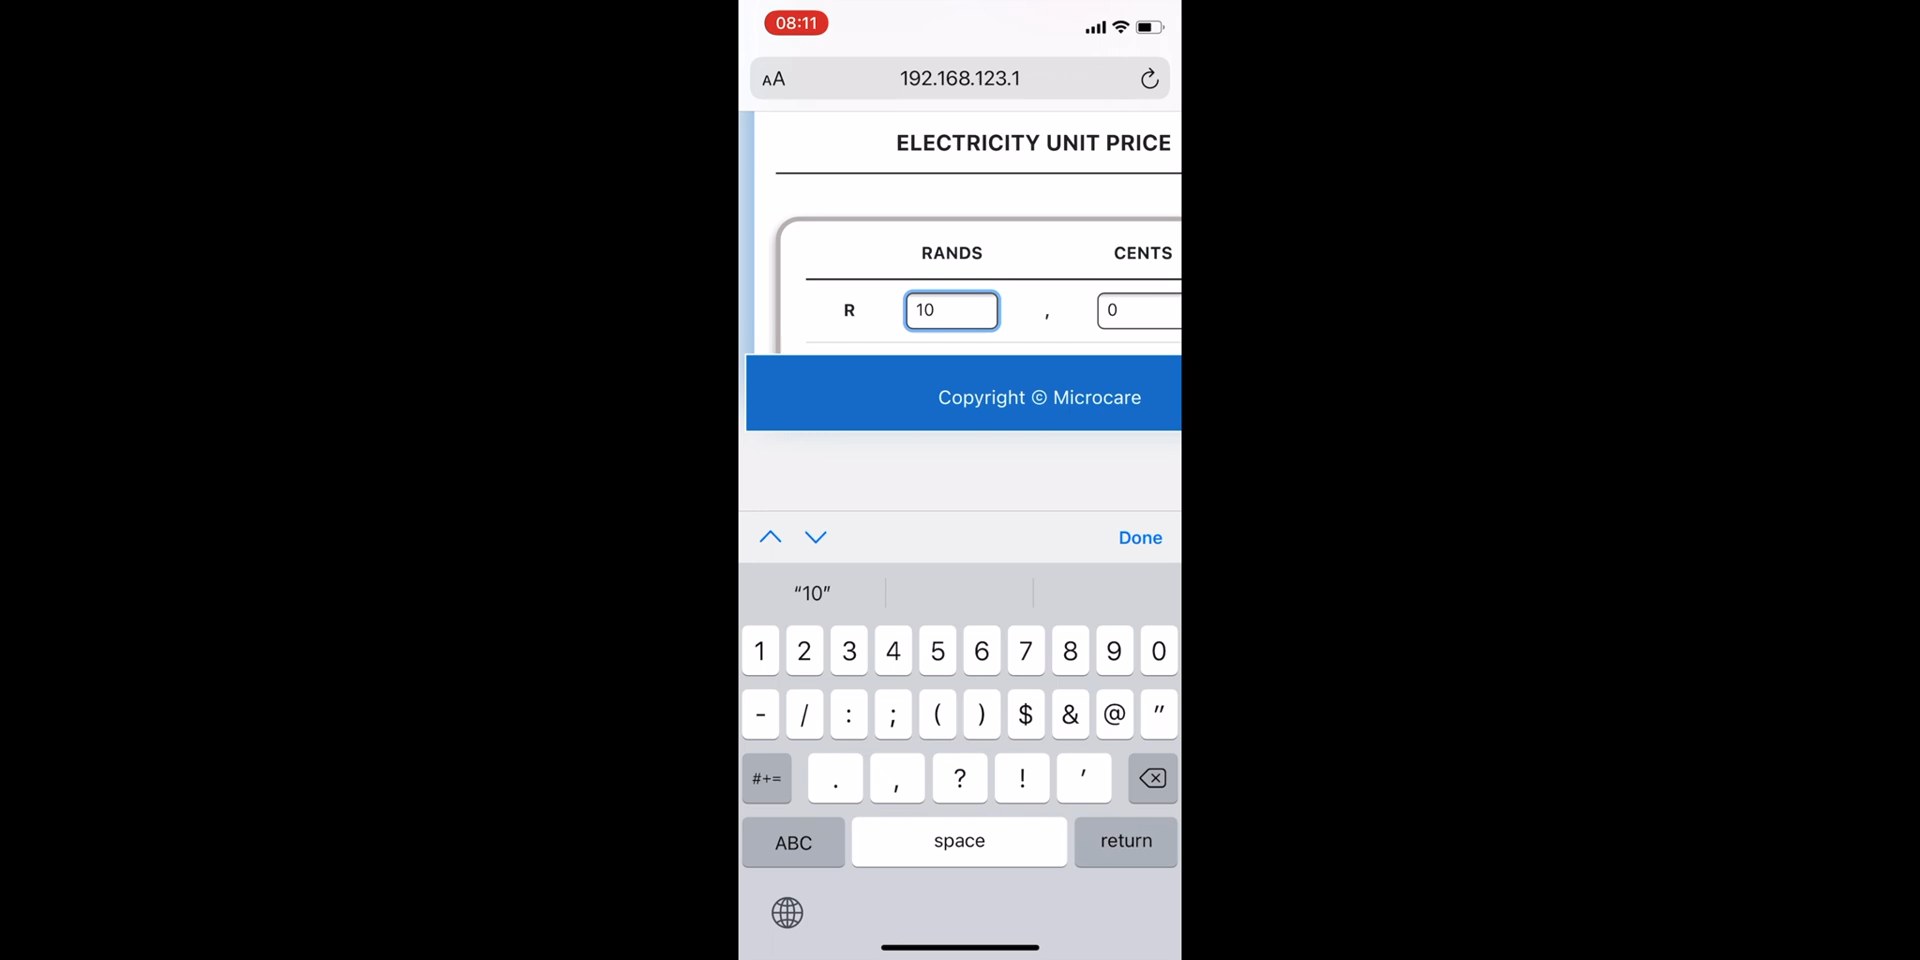 08:11
AA 192.168.123.1
ELECTRICITY UNIT PRICE
RANDS CENTS
R 10 , 0
Copyright © Microcare
Done
“10”
1 2 3 4 5 6 7 8 9 0
- / : ; ( ) $ & @ "
#+= . , ? ! '
ABC space return